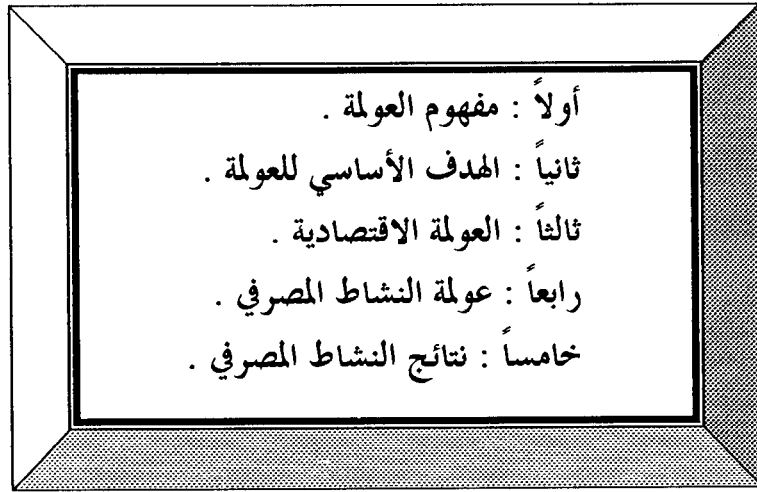 أولاً : مفهوم العولمة .
ثانياً : الهدف الأساسي للعولمة .
ثالثاً : العولمة الاقتصادية .
رابعاً : عولمة النشاط المصرفي .
خامساً : نتائج النشاط المصرفي .